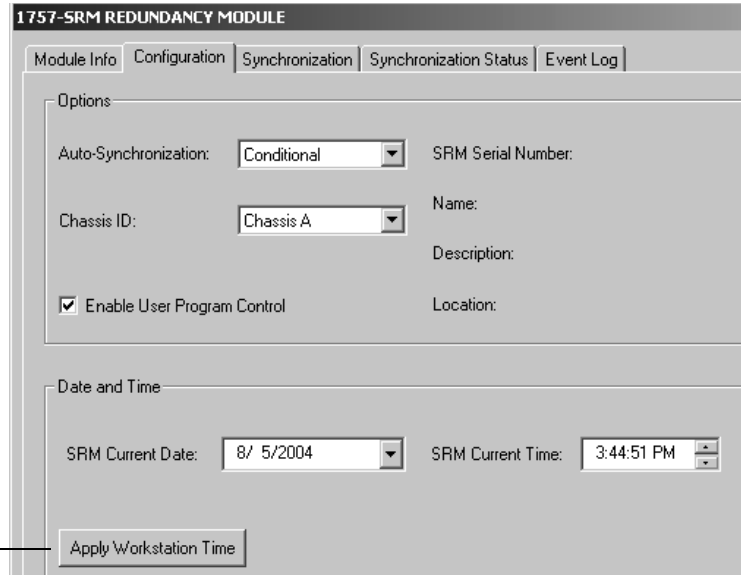 1757-SRM REDUNDANCY MODULE
Module Info Configuration Synchronization Synchronization Status Event Log
Options
Auto-Synchronization: Conditional SRM Serial Number:
Name:
Chassis ID: Chassis A
Description:
Enable User Program Control Location:
Date and Time
SRM Current Date: 8/ 5/2004 SRM Current Time: 3:44:51 PM
Apply Workstation Time